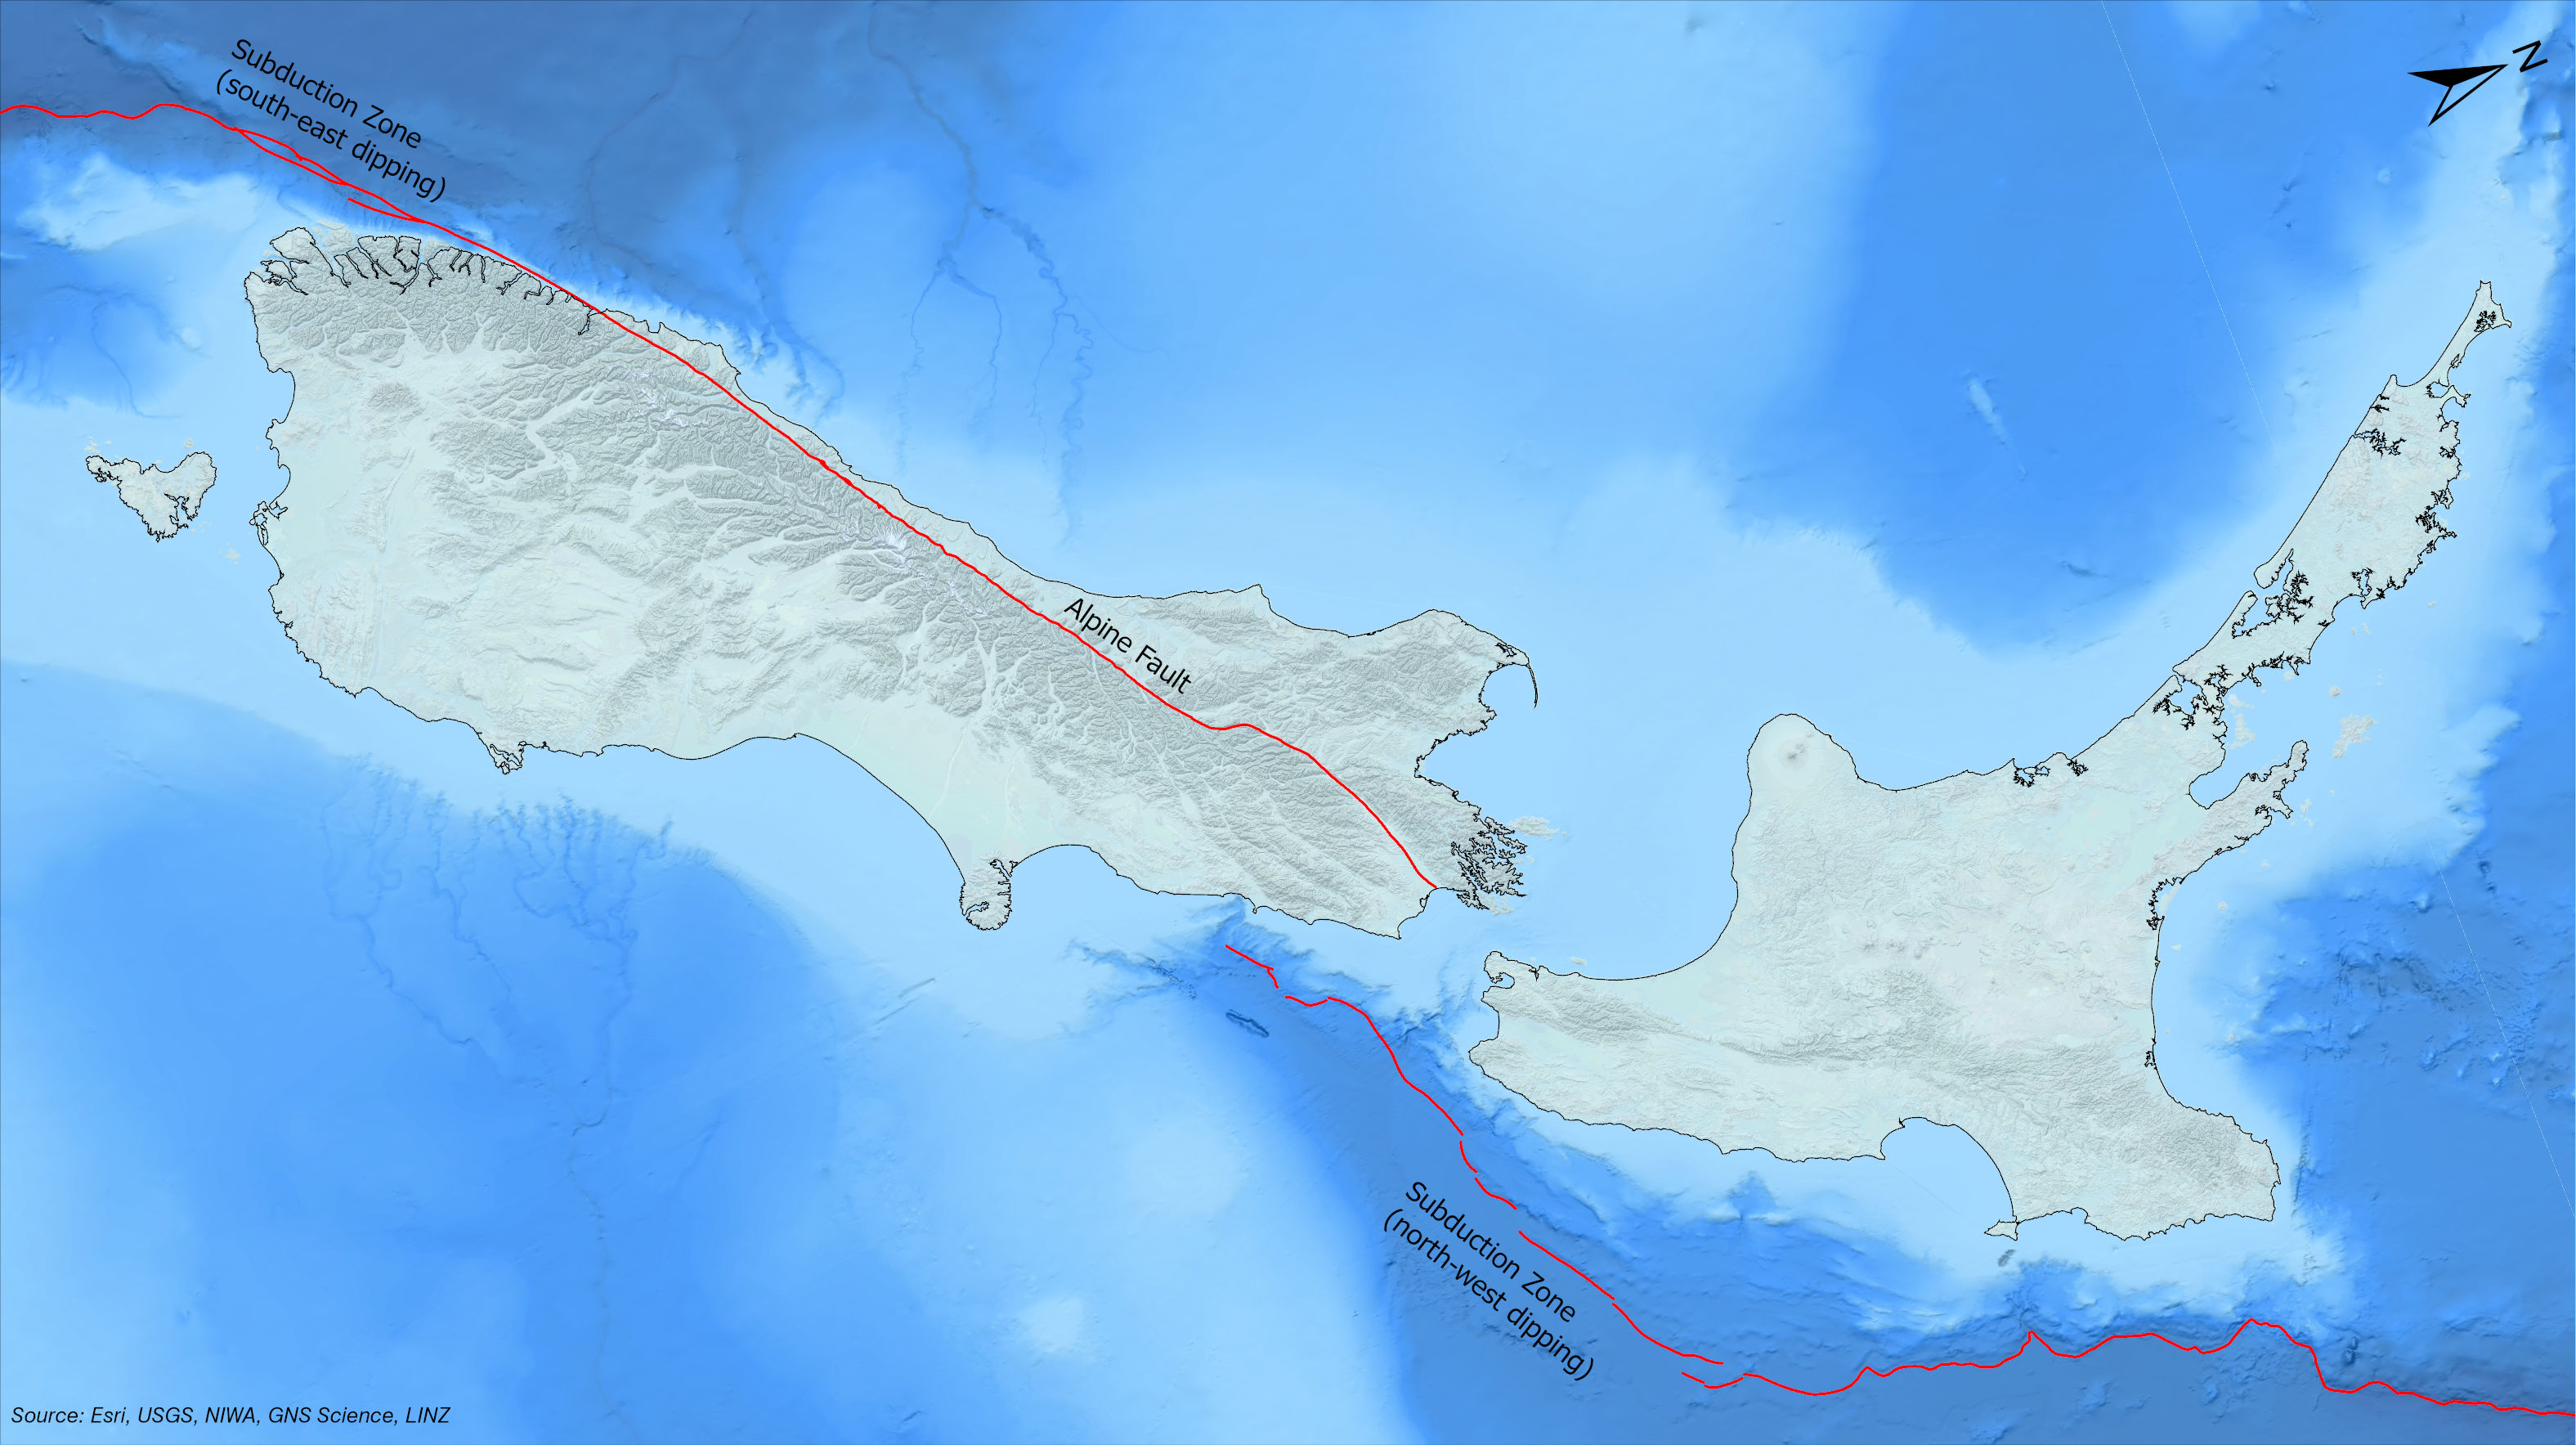 Subduction Zone
(south-east dipping)
N
Alpine Fault
Subduction Zone
(north-west dipping)
Source: Esri, USGS, NIWA, GNS Science, LINZ